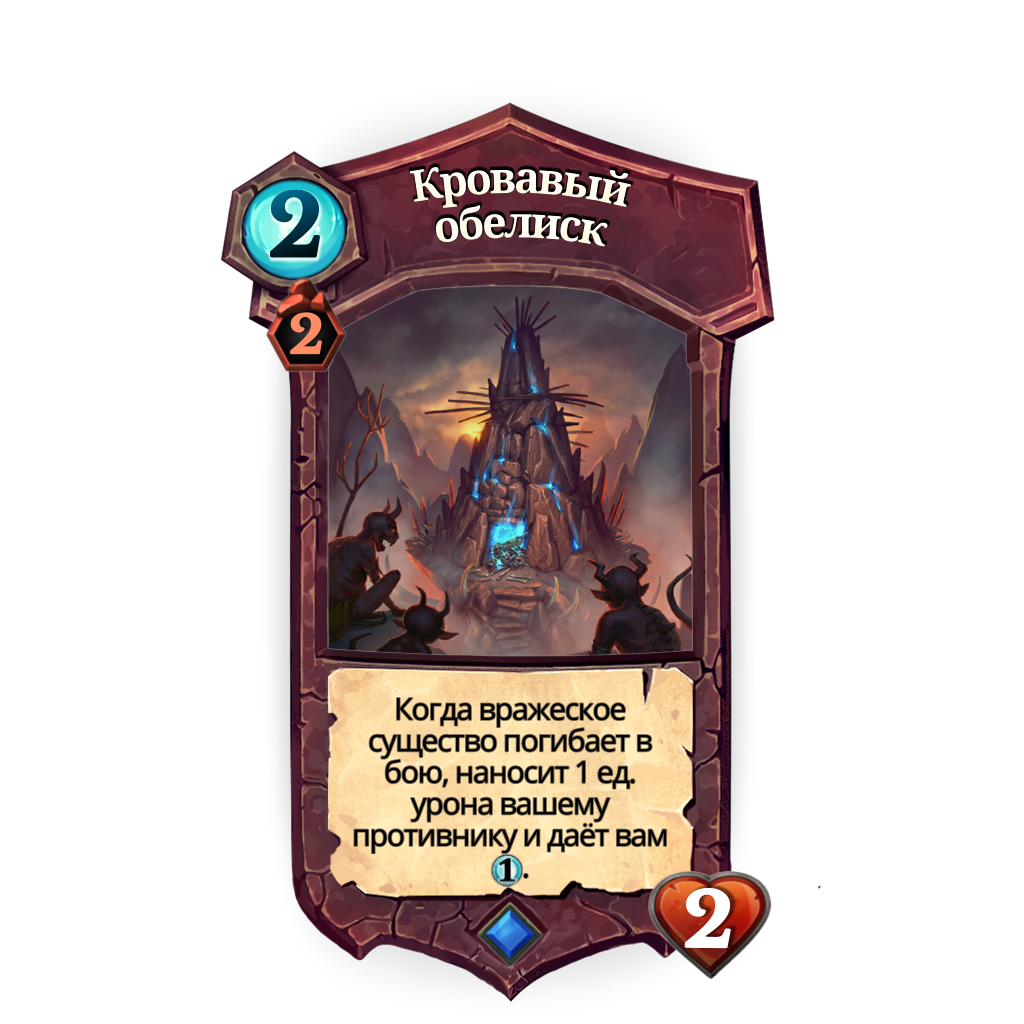 Кровавый
обелиск
2
2
Когда вражеское
существо погибает в
бою, наносит 1 ед.
урона вашему
противнику и даёт вам
1.
2